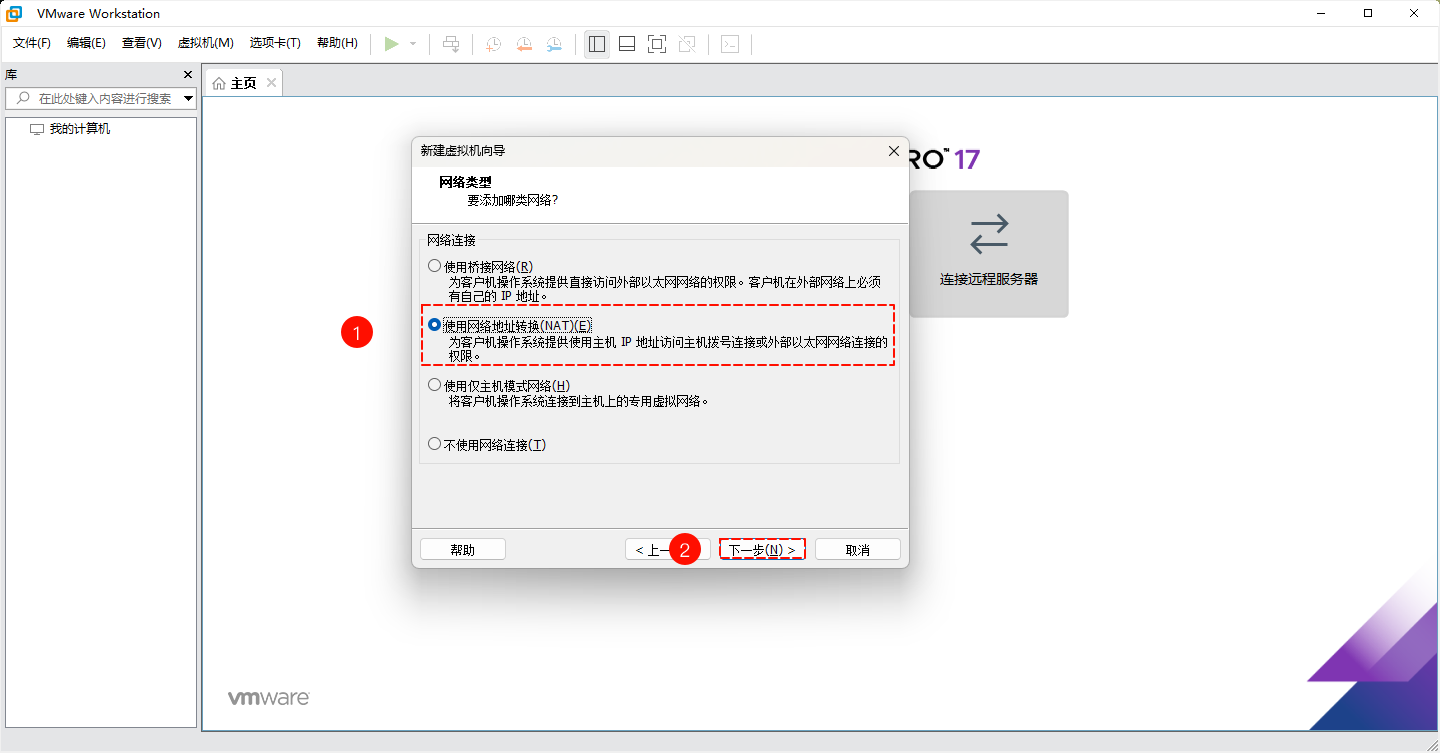 VMware Workstation
文件(F) 编辑(E) 查看(V) 虚拟机(M) 选项卡(T) 帮助(H)
库
在此处键入内容进行搜索
我的计算机
主页
RO™ 17
连接远程服务器
新建虚拟机向导
网络类型
要添加哪类网络?
网络连接
使用桥接网络(R)
为客户机操作系统提供直接访问外部以太网网络的权限。客户机在外部网络上必须
有自己的 IP 地址。
1
使用网络地址转换(NAT)(E)
为客户机操作系统提供使用主机 IP 地址访问主机拨号连接或外部以太网网络连接的
权限。
使用仅主机模式网络(H)
将客户机操作系统连接到主机上的专用虚拟网络。
不使用网络连接(T)
帮助
< 上一
2
下一步(N) >
取消
vmware